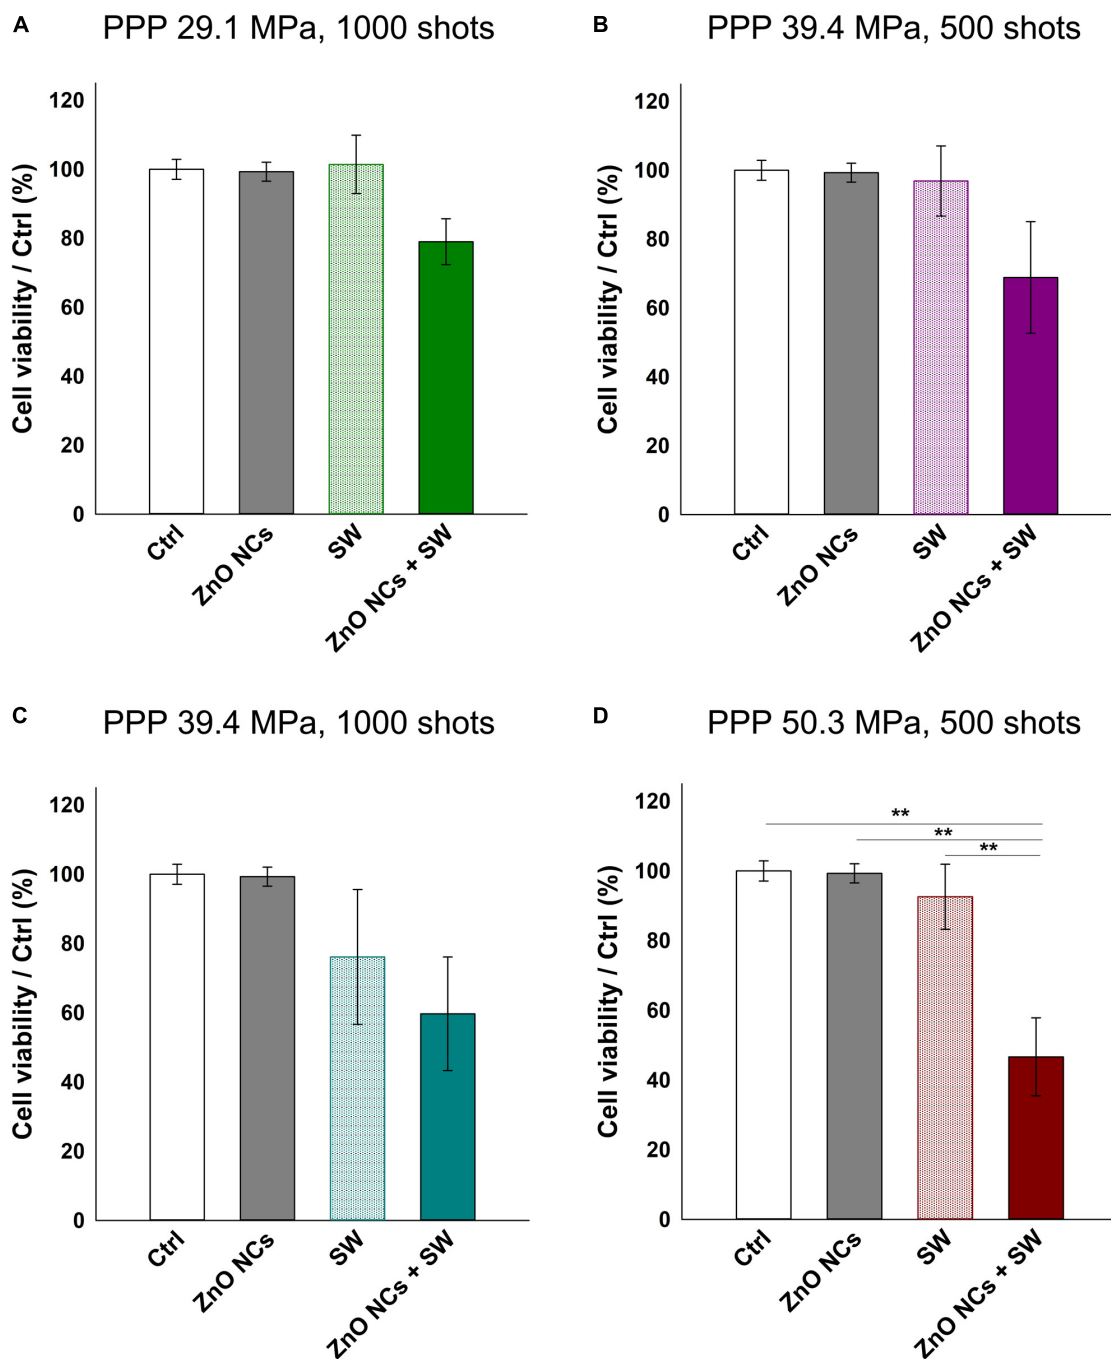 A PPP 29.1 MPa, 1000 shots
Cell viability / Ctrl (%)
120
100
80
60
40
20
0
Ctrl
ZnO NCs
SW
ZnO NCs + SW
B PPP 39.4 MPa, 500 shots
Cell viability / Ctrl (%)
120
100
80
60
40
20
0
Ctrl
ZnO NCs
SW
ZnO NCs + SW
C PPP 39.4 MPa, 1000 shots
Cell viability / Ctrl (%)
120
100
80
60
40
20
0
Ctrl
ZnO NCs
SW
ZnO NCs + SW
D PPP 50.3 MPa, 500 shots
Cell viability / Ctrl (%)
120
100
80
60
40
20
0
**
**
**
Ctrl
ZnO NCs
SW
ZnO NCs + SW